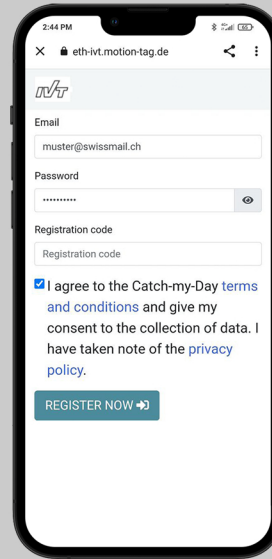 2:44 PM
eth-ivt.motion-tag.de
IVT
Email
muster@swissmail.ch
Password
••••••••••
Registration code
Registration code
I agree to the Catch-my-Day terms
and conditions and give my
consent to the collection of data. I
have taken note of the privacy
policy.
REGISTER NOW